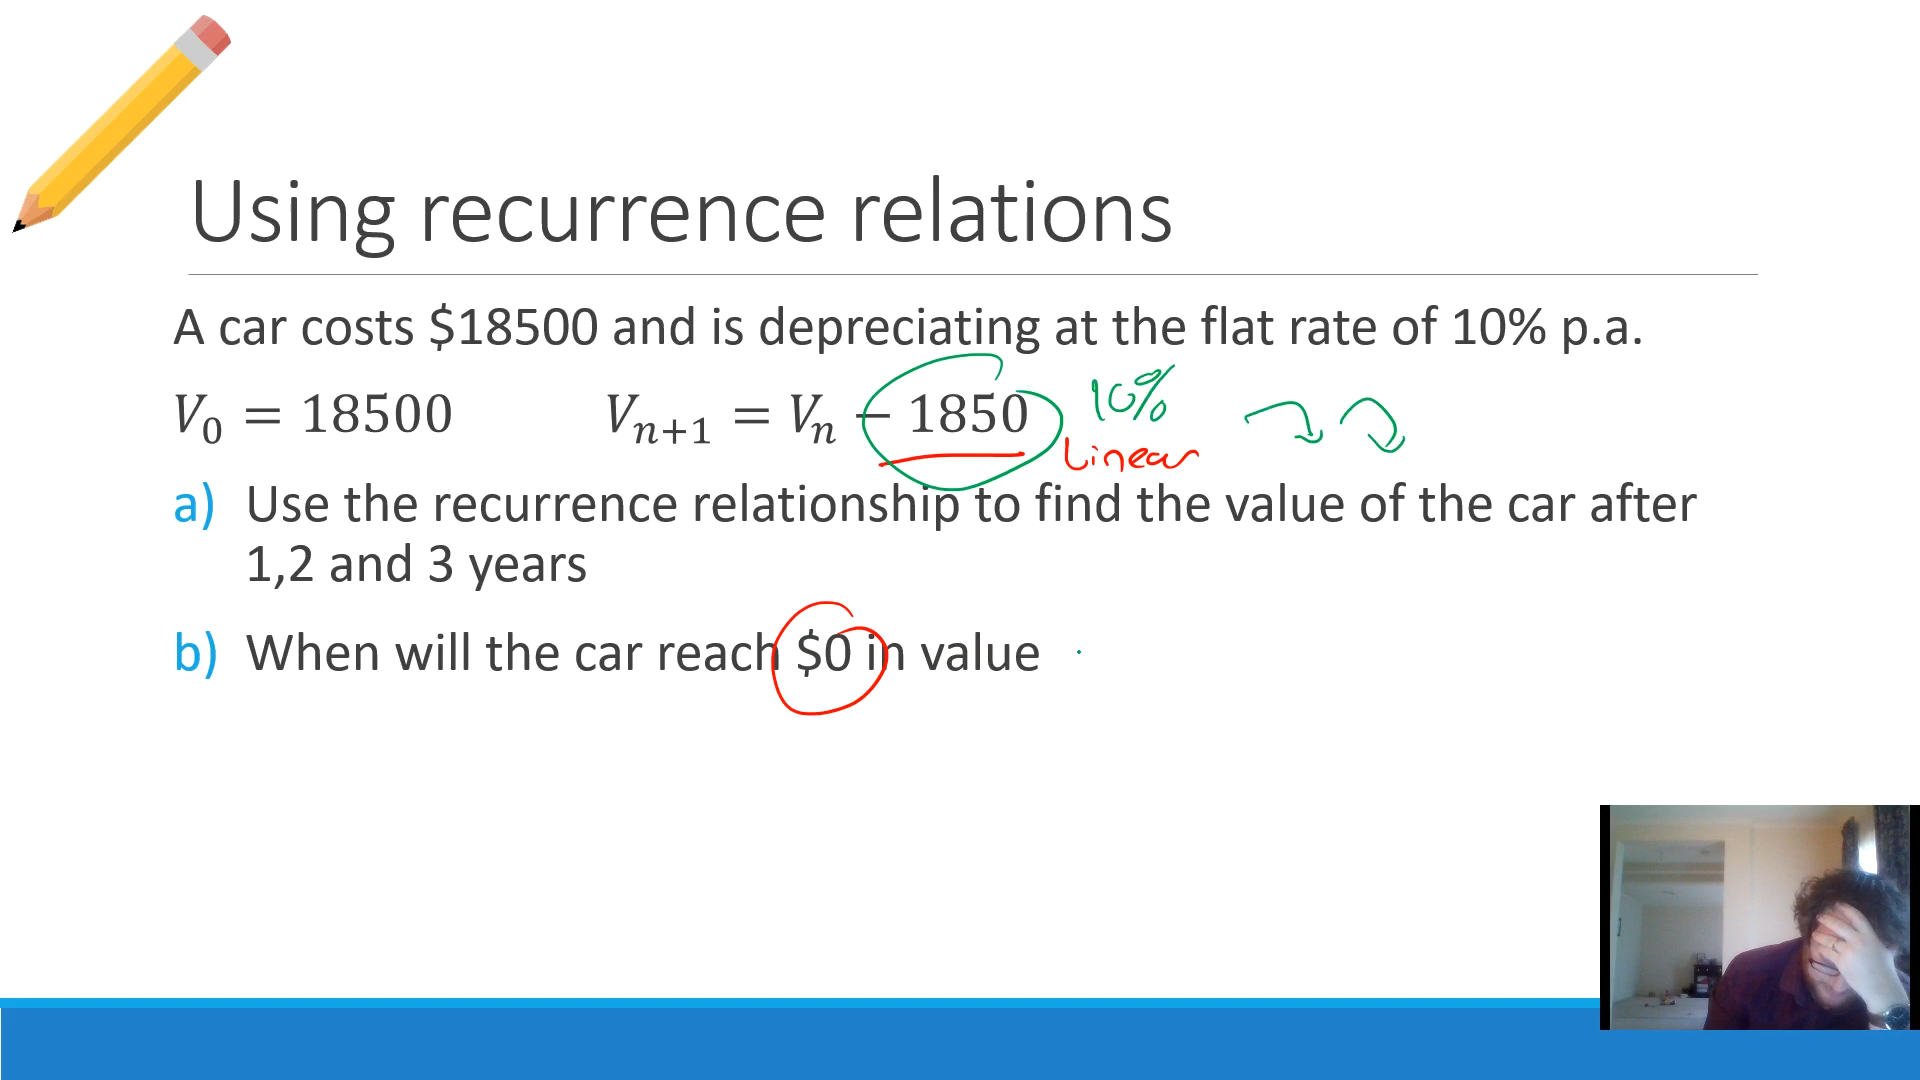 Using recurrence relations
A car costs $18500 and is depreciating at the flat rate of 10% p.a.
V₀ = 18500 Vₙ₊₁ = Vₙ − 1850 10%
Linear
a) Use the recurrence relationship to find the value of the car after
1,2 and 3 years
b) When will the car reach $0 in value